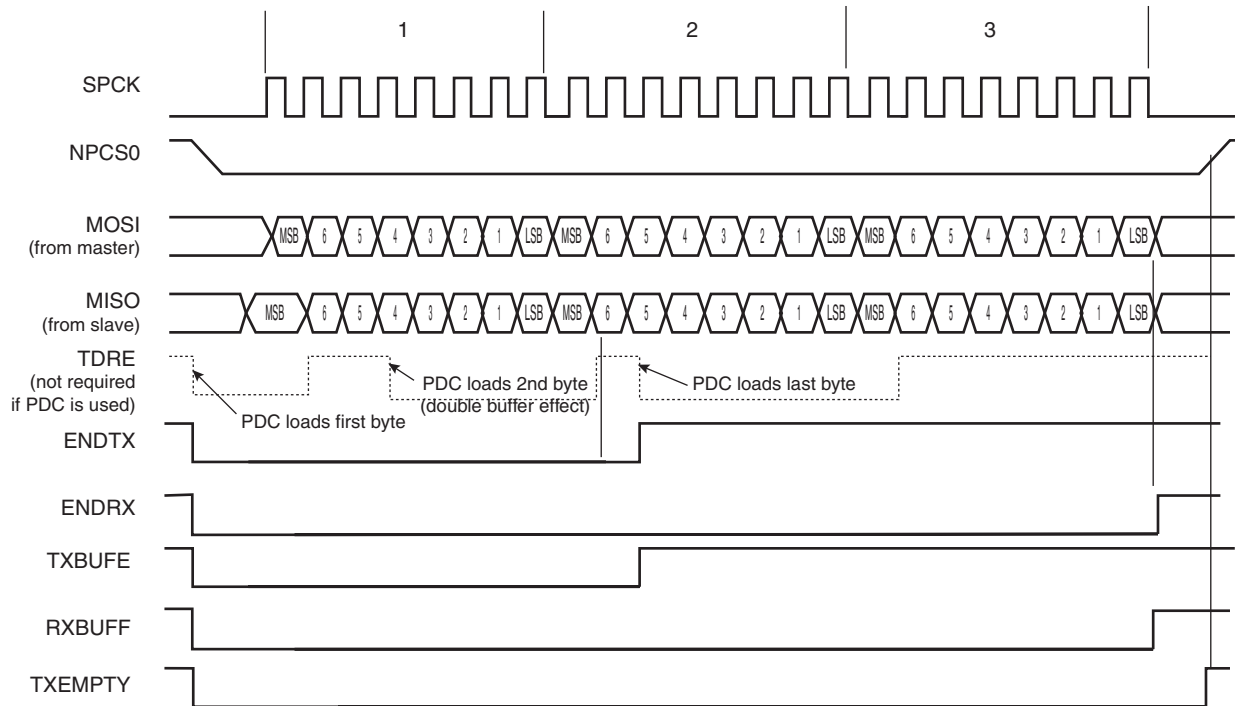 1 2 3
SPCK
NPCS0
MOSI
(from master)
MSB 6 5 4 3 2 1 LSB MSB 6 5 4 3 2 1 LSB MSB 6 5 4 3 2 1 LSB
MISO
(from slave)
MSB 6 5 4 3 2 1 LSB MSB 6 5 4 3 2 1 LSB MSB 6 5 4 3 2 1 LSB
TDRE
(not required
if PDC is used)
PDC loads first byte
PDC loads 2nd byte
(double buffer effect)
PDC loads last byte
ENDTX
ENDRX
TXBUFE
RXBUFF
TXEMPTY